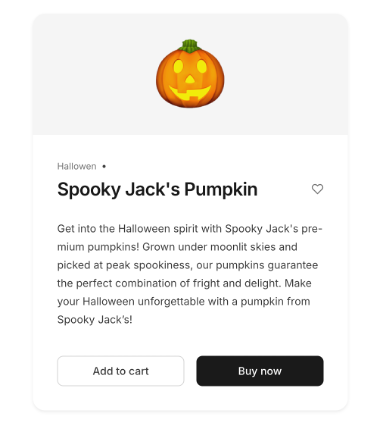 Hallowen •
Spooky Jack's Pumpkin
Get into the Halloween spirit with Spooky Jack's pre-
mium pumpkins! Grown under moonlit skies and
picked at peak spookiness, our pumpkins guarantee
the perfect combination of fright and delight. Make
your Halloween unforgettable with a pumpkin from
Spooky Jack's!
Add to cart
Buy now